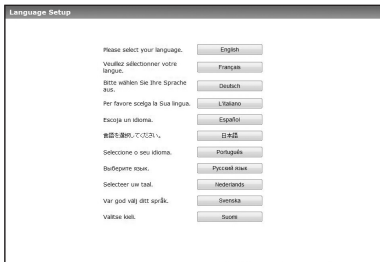 Language Setup
Please select your language.
English
Veuillez sélectionner votre
langue.
Français
Bitte wählen Sie Ihre Sprache
aus.
Deutsch
Per favore scelga la Sua lingua.
L'italiano
Escoja un idioma.
Español
言語を選択してください。
日本語
Seleccione o seu idioma.
Português
Выберите язык.
Русский язык
Selecteer uw taal.
Nederlands
Var god välj ditt språk.
Svenska
Valitse kieli.
Suomi